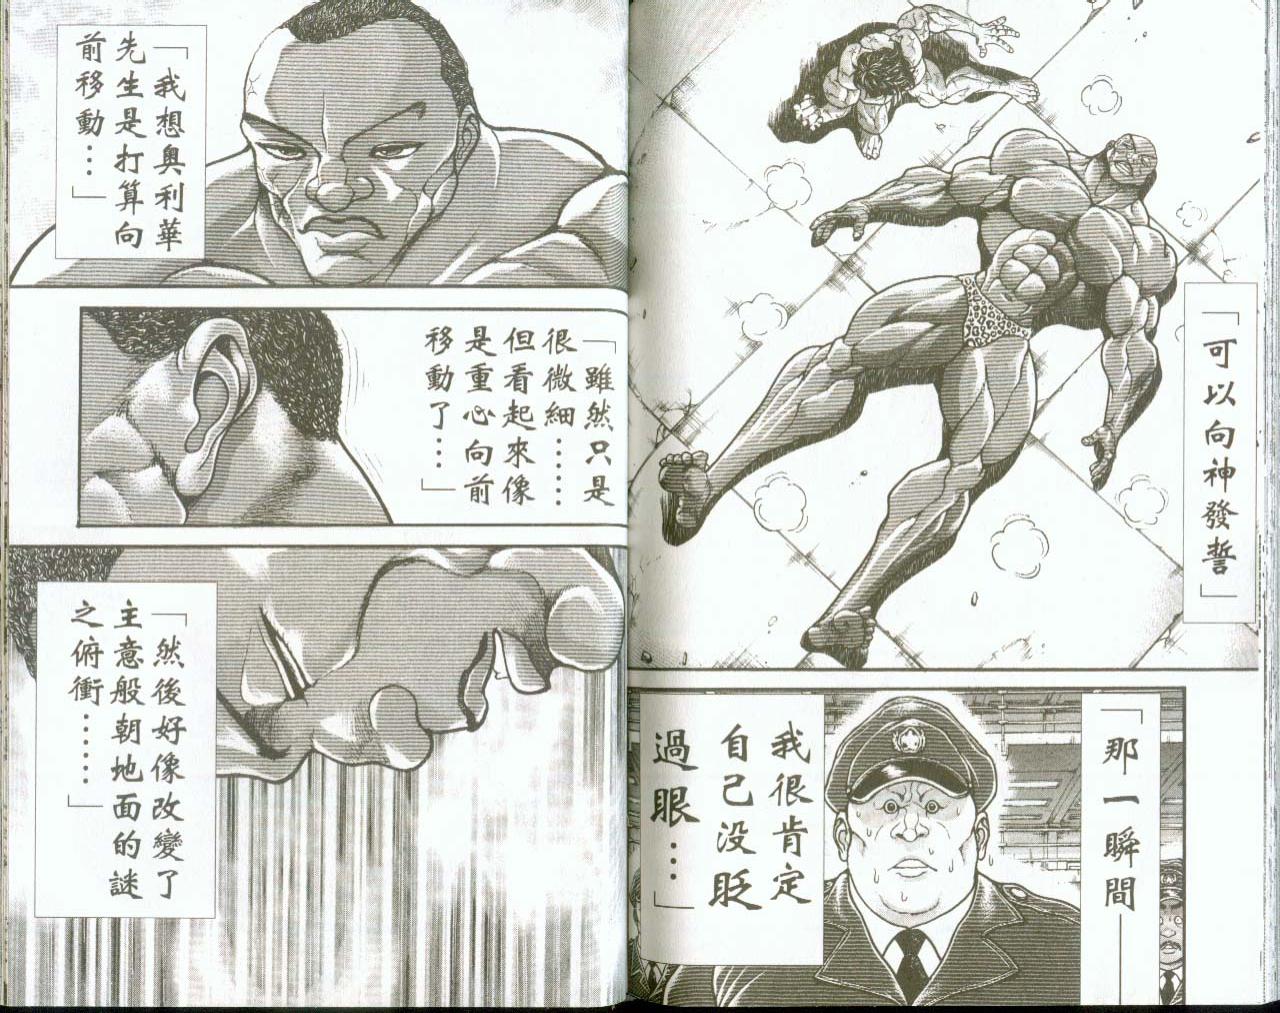 「可以向神發誓」
「那一瞬間——
我很肯定
自己没眨
過眼…」
「我想奧利華
先生是打算向
前移動…」
「雖然只是
很微細……
但看起來像
是重心向前
移動了…」
「然後好像改變了
主意般朝地面的謎
之俯衝……」